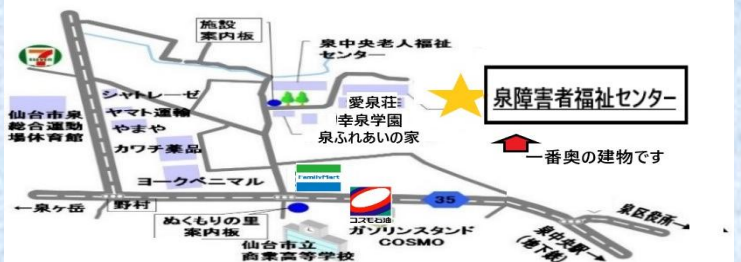 施設
案内板
泉中央老人福祉
センター
7
シャトレーゼ
ヤマト運輸
やまや
カワチ薬品
仙台市泉
総合運動
場体育館
愛泉荘
幸泉学園
泉ふれあいの家
泉障害者福祉センター
一番奥の建物です
ヨークベニマル
FamilyMart
35
←泉ヶ岳
野村
ぬくもりの里
案内板
コスモ石油
ガソリンスタンド
COSMO
仙台市立
商業高等学校
泉区役所→
泉中央駅→
(地下鉄)